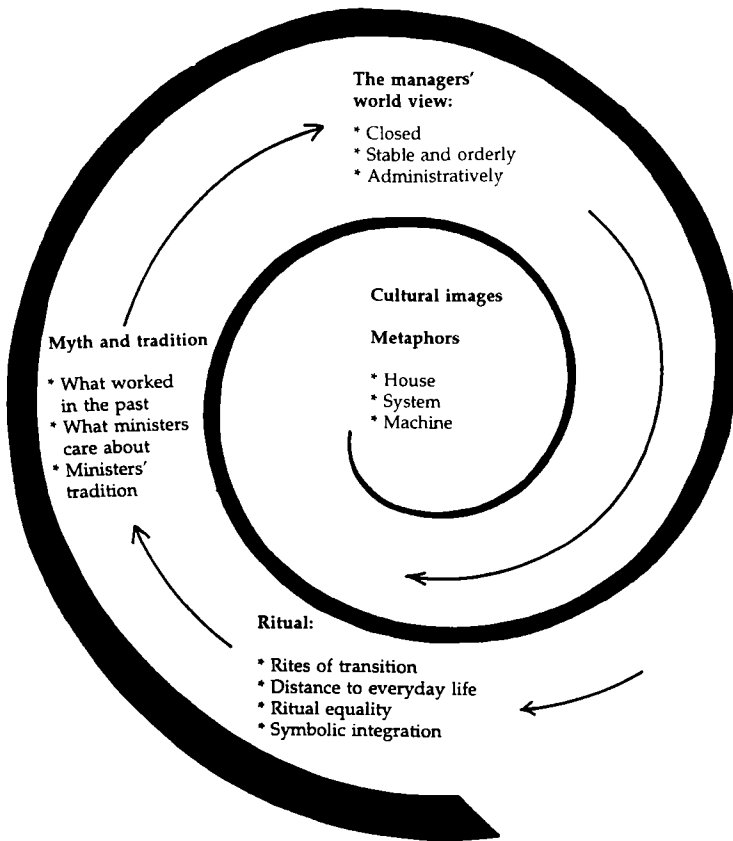 The managers'
world view:
* Closed
* Stable and orderly
* Administratively
Cultural images
Metaphors
* House
* System
* Machine
Myth and tradition
* What worked
in the past
* What ministers
care about
* Ministers'
tradition
Ritual:
* Rites of transition
* Distance to everyday life
* Ritual equality
* Symbolic integration